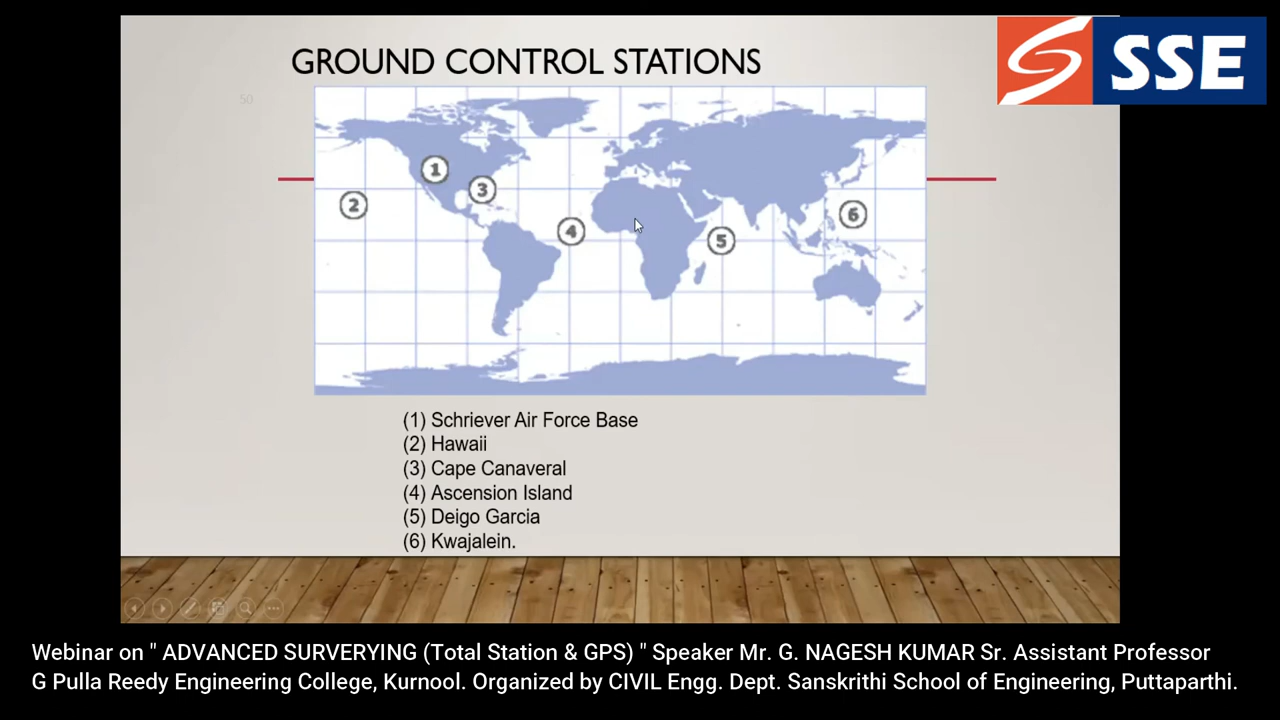 GROUND CONTROL STATIONS
SSE
50
1
3
2
4
5
6
(1) Schriever Air Force Base
(2) Hawaii
(3) Cape Canaveral
(4) Ascension Island
(5) Deigo Garcia
(6) Kwajalein.
Webinar on " ADVANCED SURVERYING (Total Station & GPS) " Speaker Mr. G. NAGESH KUMAR Sr. Assistant Professor
G Pulla Reedy Engineering College, Kurnool. Organized by CIVIL Engg. Dept. Sanskrithi School of Engineering, Puttaparthi.